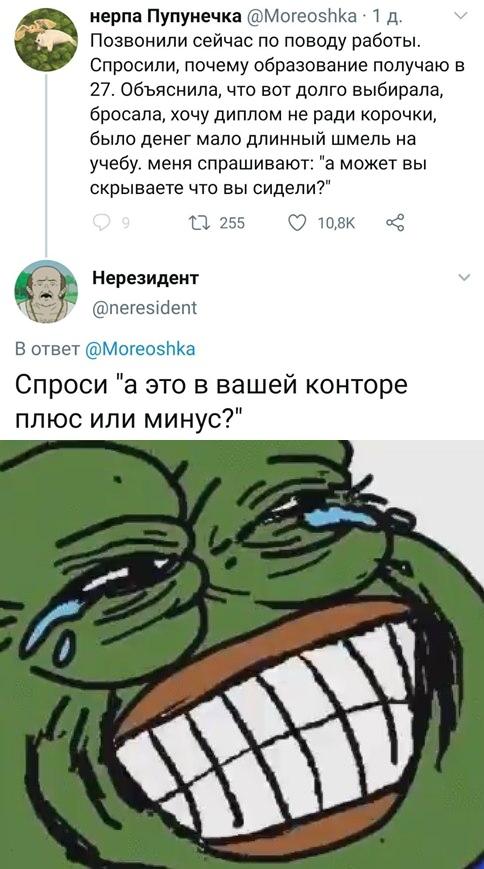 нерпа Пупунечка @Moreoshka · 1 д.
Позвонили сейчас по поводу работы.
Спросили, почему образование получаю в
27. Объяснила, что вот долго выбирала,
бросала, хочу диплом не ради корочки,
было денег мало длинный шмель на
учебу. меня спрашивают: "а может вы
скрываете что вы сидели?"
9 255 10,8K
Нерезидент
@neresident
В ответ @Moreoshka
Спроси "а это в вашей конторе
плюс или минус?"